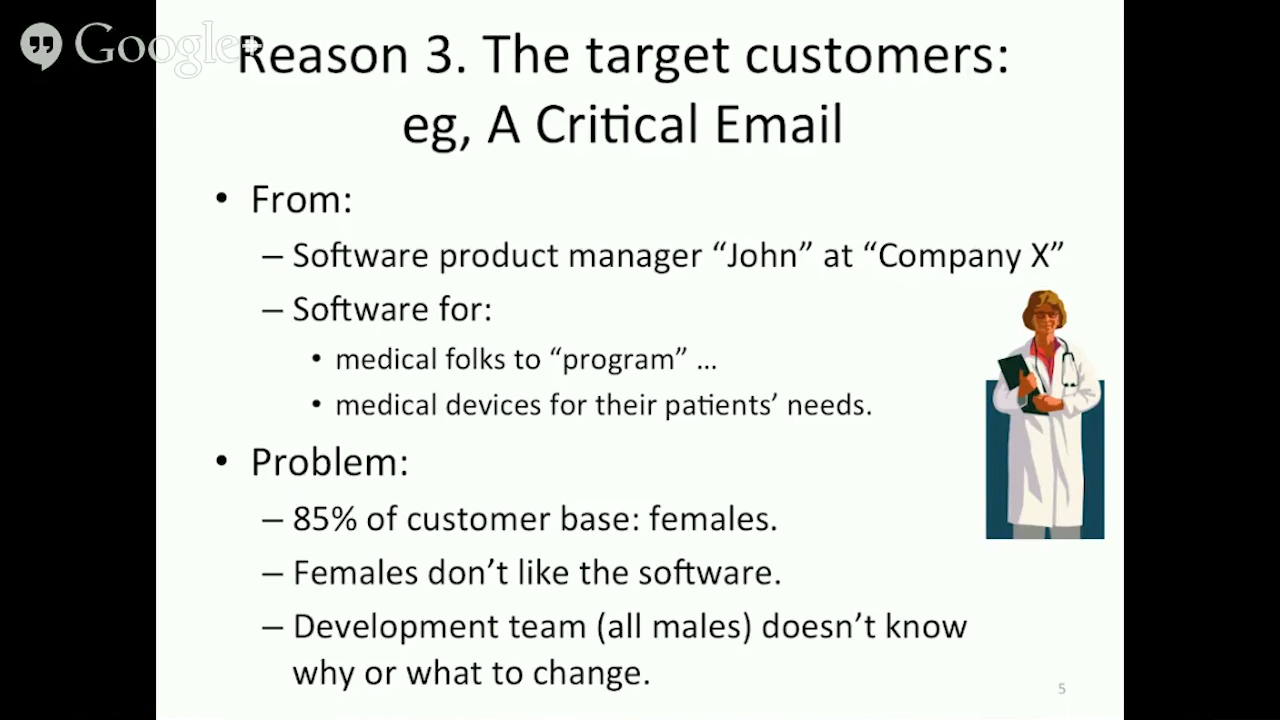 Google+
Reason 3. The target customers:
eg, A Critical Email
• From:
– Software product manager “John” at “Company X”
– Software for:
• medical folks to “program” ...
• medical devices for their patients’ needs.
• Problem:
– 85% of customer base: females.
– Females don’t like the software.
– Development team (all males) doesn’t know
why or what to change.
5